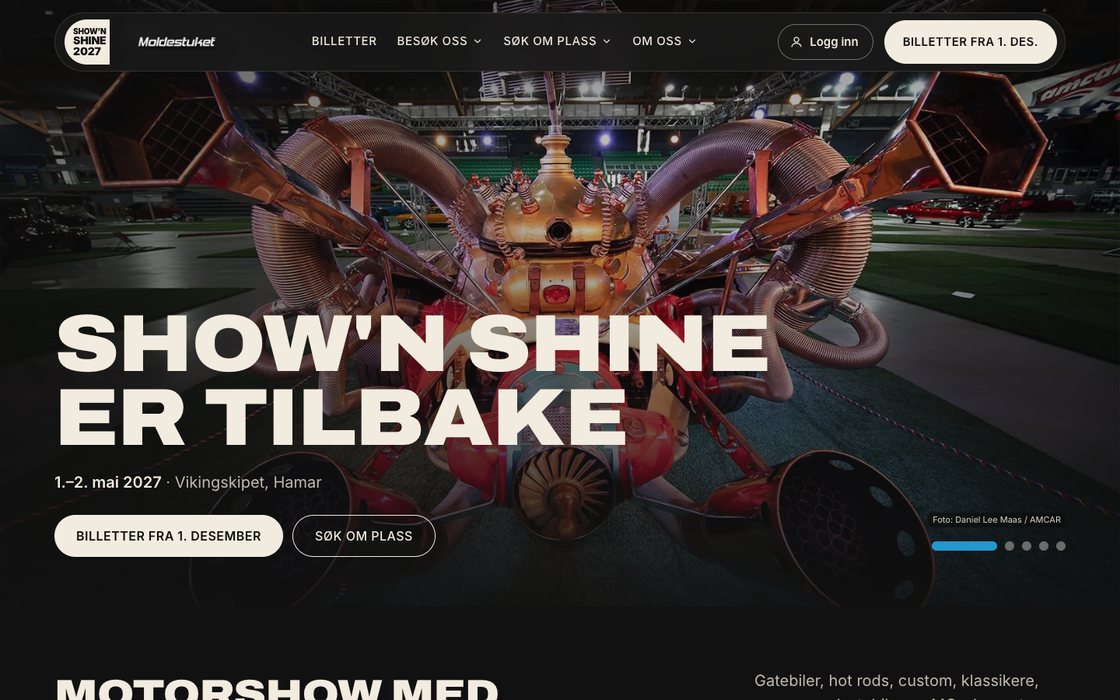 SHOW'N
SHINE
2027
Moldestuket
BILLETTER
BESØK OSS
SØK OM PLASS
OM OSS
Logg inn
BILLETTER FRA 1. DES.
amcar
SHOW'N SHINE
ER TILBAKE
1.–2. mai 2027 · Vikingskipet, Hamar
BILLETTER FRA 1. DESEMBER
SØK OM PLASS
Foto: Daniel Lee Maas / AMCAR
MOTORSHOW MED
Gatebiler, hot rods, custom, klassikere,